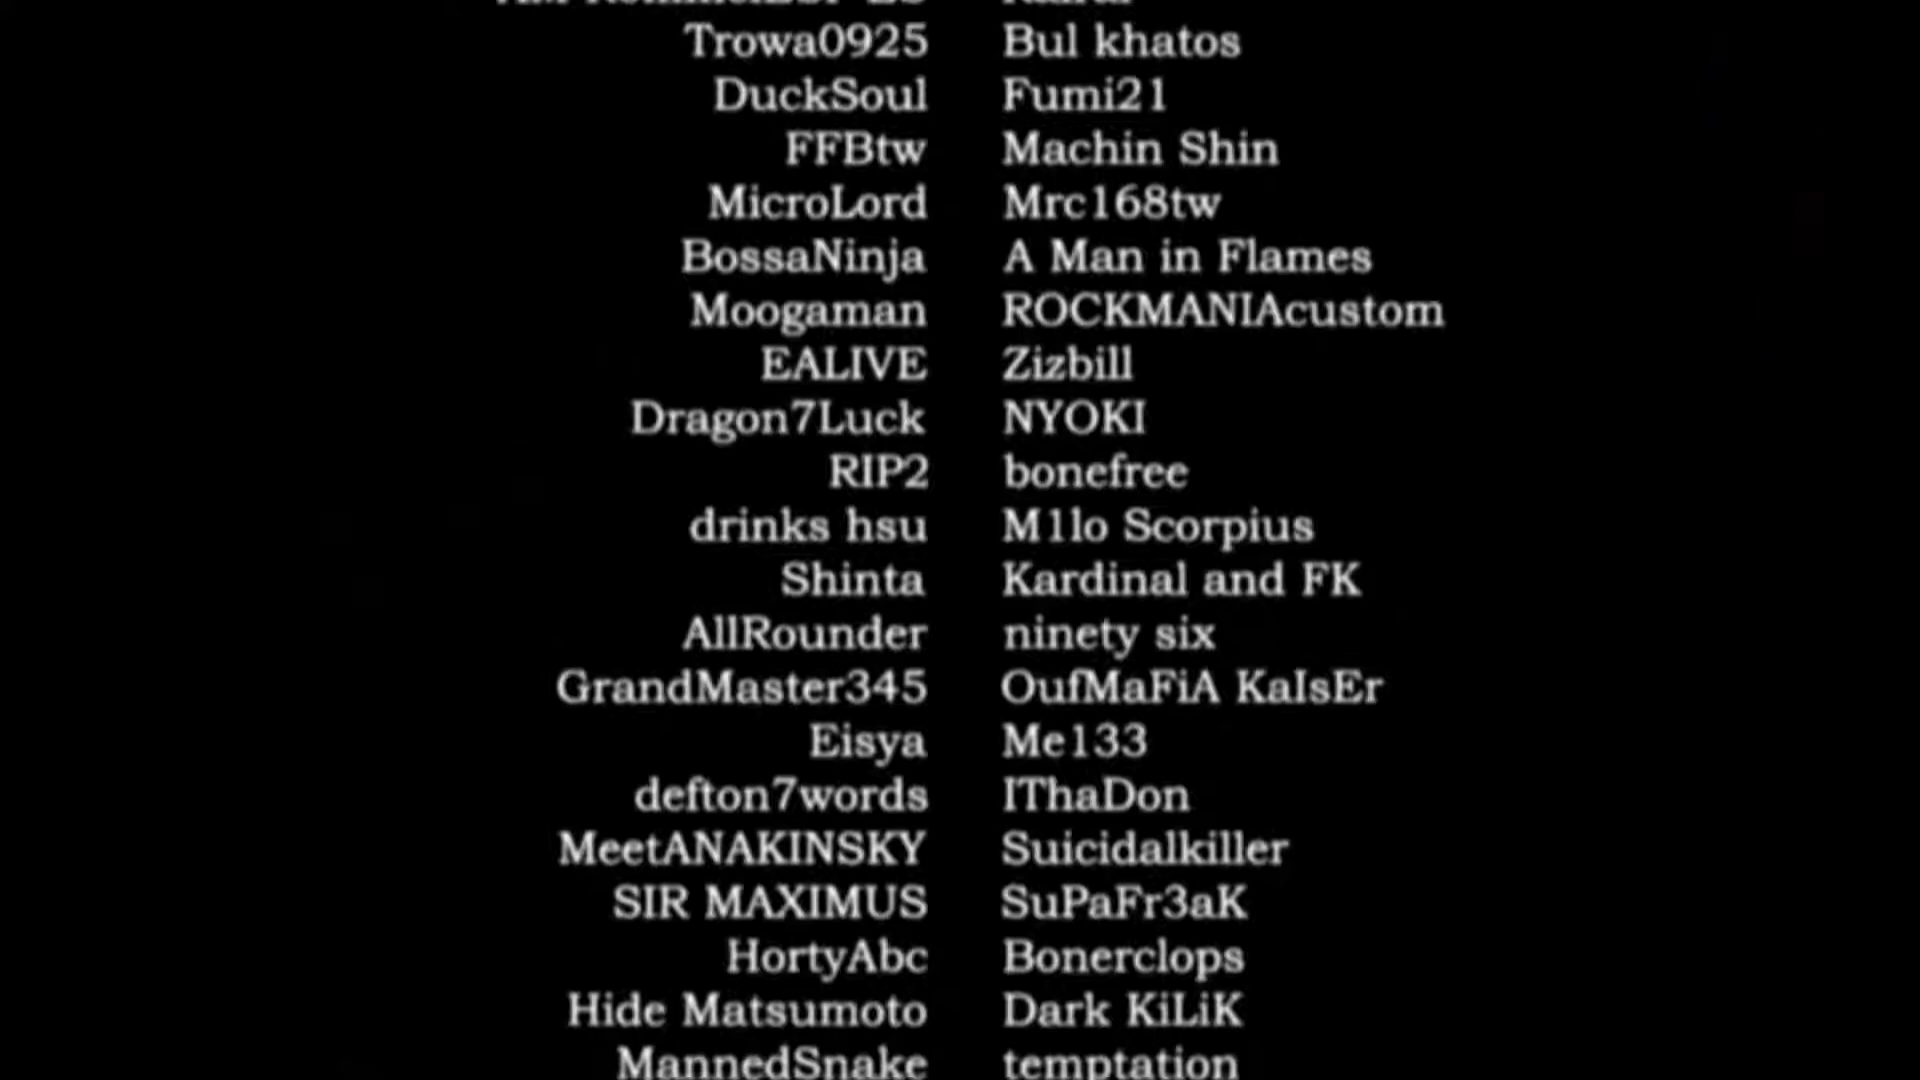 Trowa0925 Bul khatos
DuckSoul Fumi21
FFBtw Machin Shin
MicroLord Mrc168tw
BossaNinja A Man in Flames
Moogaman ROCKMANIAcustom
EALIVE Zizbill
Dragon7Luck NYOKI
RIP2 bonefree
drinks hsu M1lo Scorpius
Shinta Kardinal and FK
AllRounder ninety six
GrandMaster345 OufMaFiA KaIsEr
Eisya Me133
defton7words IThaDon
MeetANAKINSKY Suicidalkiller
SIR MAXIMUS SuPaFr3aK
HortyAbc Bonerclops
Hide Matsumoto Dark KiLiK
MannedSnake temptation